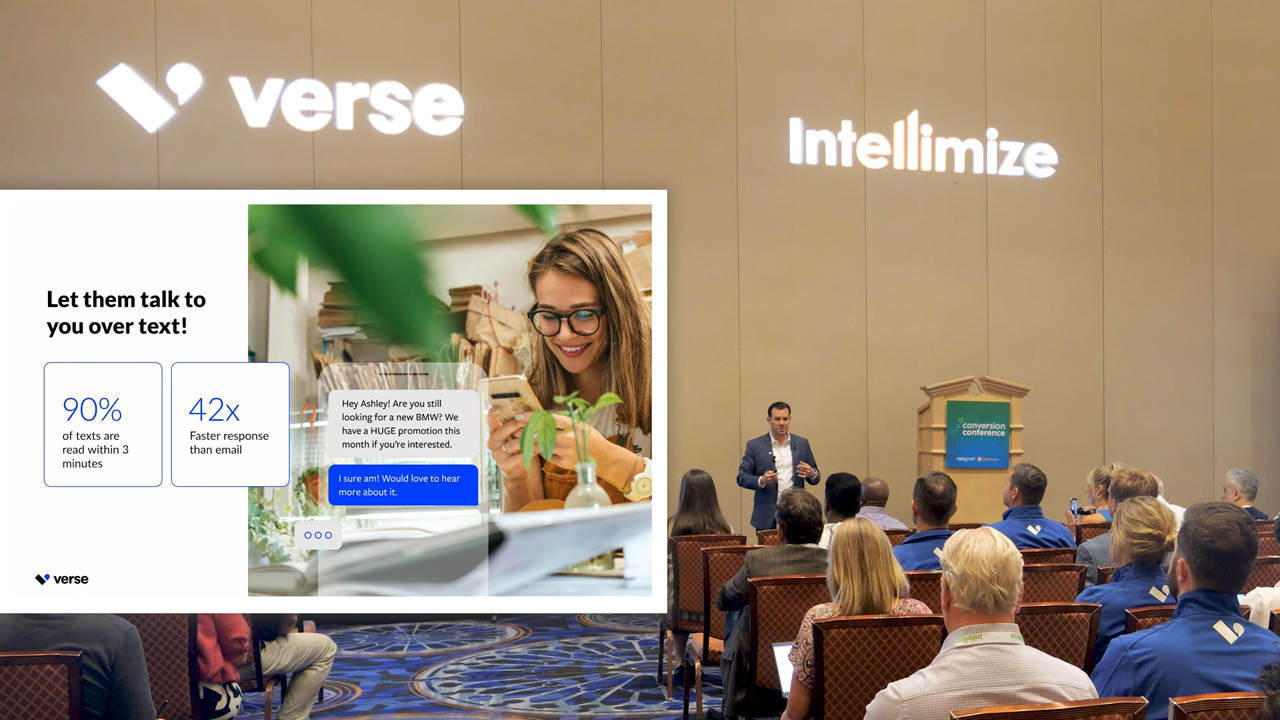 verse
Intellimize
Let them talk to
you over text!
90%
of texts are
read within 3
minutes
42x
Faster response
than email
Hey Ashley! Are you still
looking for a new BMW? We
have a HUGE promotion this
month if you're interested.
I sure am! Would love to hear
more about it.
verse
conversion
conference